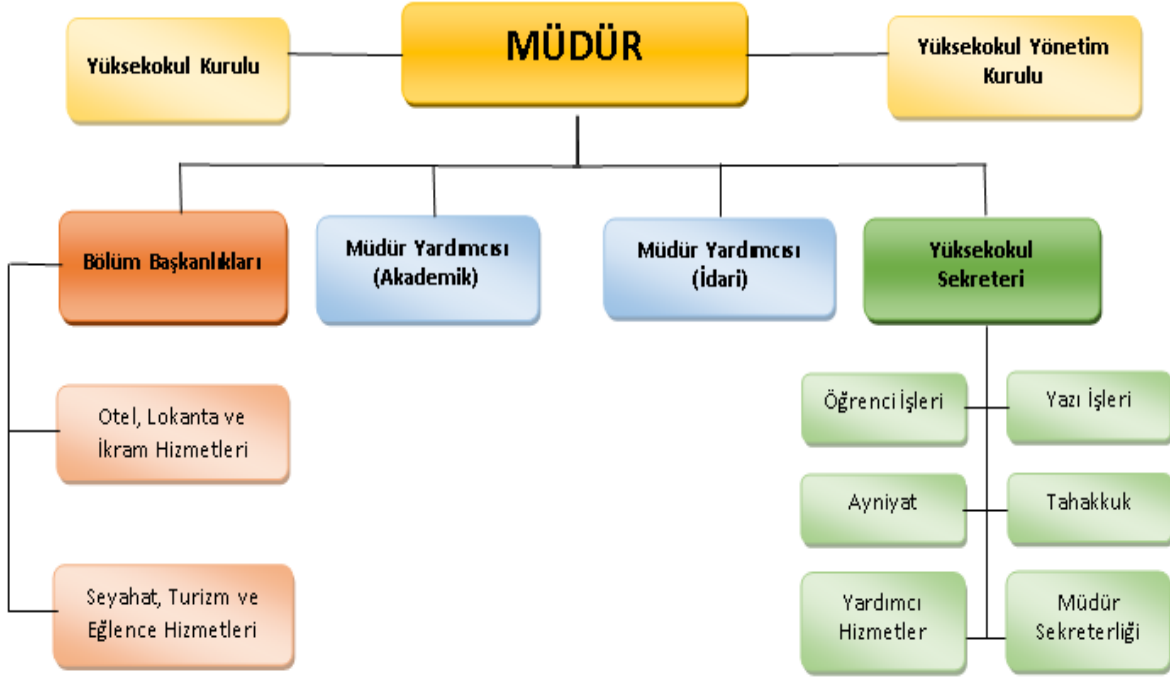 MÜDÜR
Yüksekokul Kurulu
Yüksekokul Yönetim
Kurulu
Bölüm Başkanlıkları
Müdür Yardımcısı
(Akademik)
Müdür Yardımcısı
(İdari)
Yüksekokul
Sekreteri
Otel, Lokanta ve
İkram Hizmetleri
Seyahat, Turizm ve
Eğlence Hizmetleri
Öğrenci İşleri
Yazı İşleri
Ayniyat
Tahakkuk
Yardımcı
Hizmetler
Müdür
Sekreterliği